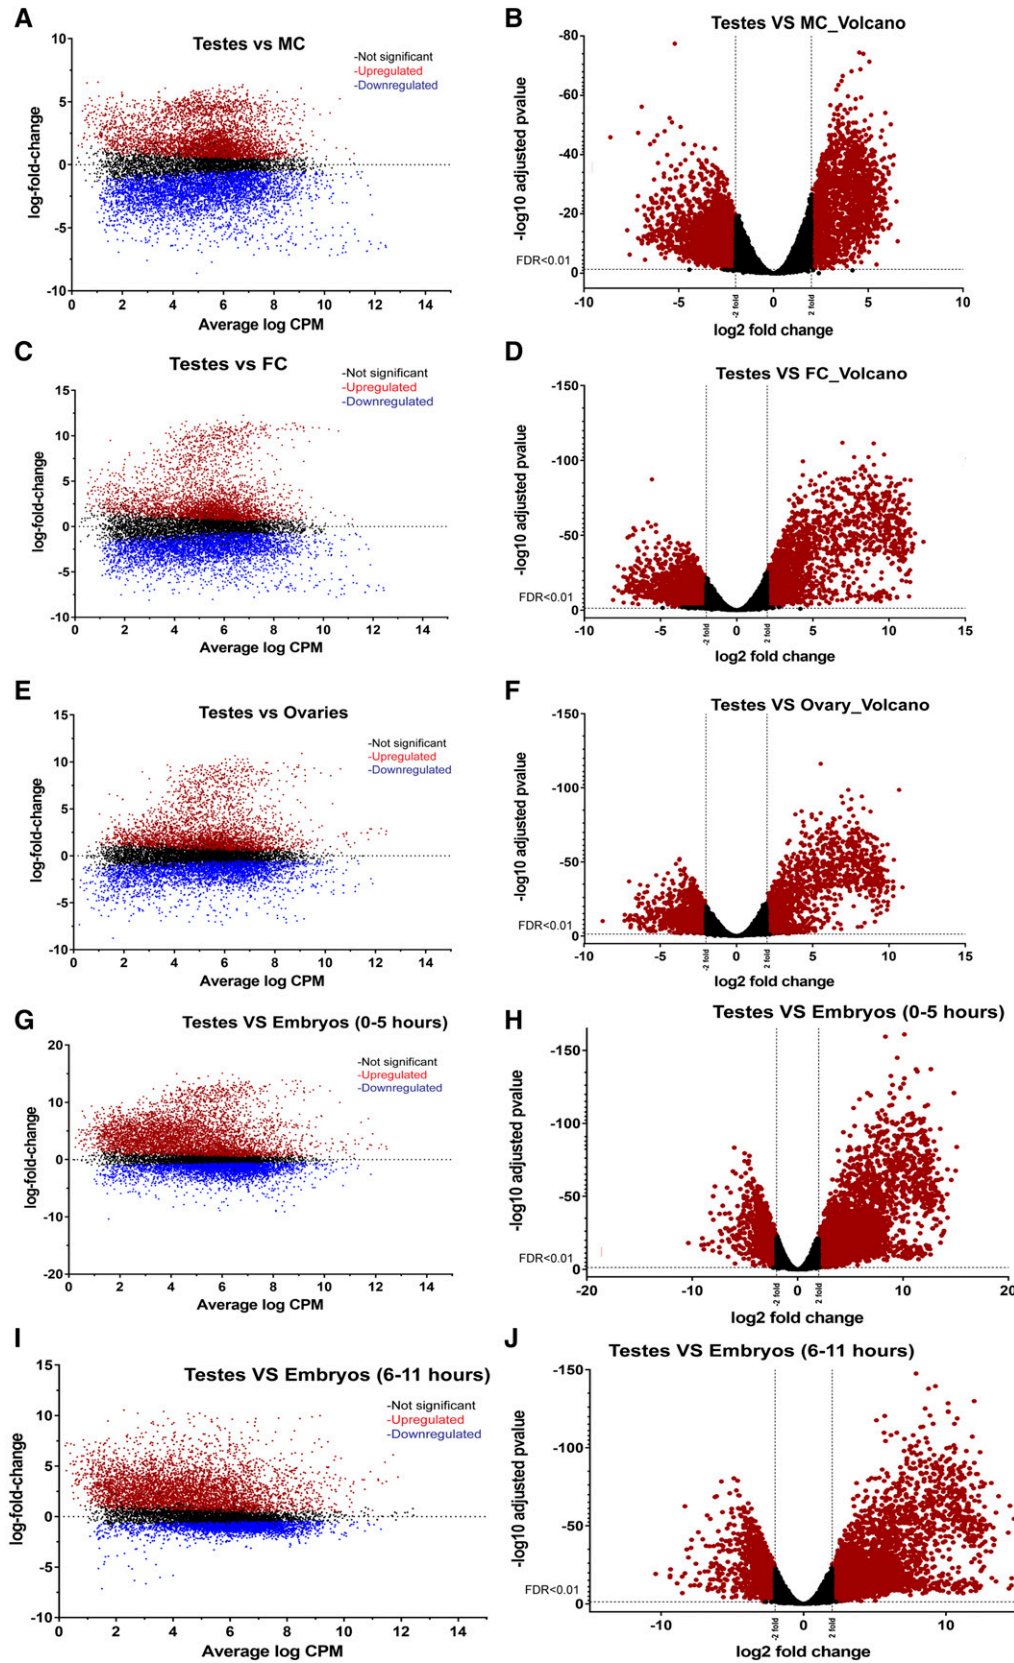 A
Testes vs MC
-Not significant
-Upregulated
-Downregulated
log-fold-change
10
5
0
-5
-10
0 2 4 6 8 10 12 14
Average log CPM
B
Testes VS MC_Volcano
-log10 adjusted pvalue
-80
-60
-40
-20
0
FDR<0.01
-2 fold
2 fold
-10 -5 0 5 10
log2 fold change
C
Testes vs FC
-Not significant
-Upregulated
-Downregulated
log-fold-change
15
10
5
0
-5
-10
0 2 4 6 8 10 12 14
Average log CPM
D
Testes VS FC_Volcano
-log10 adjusted pvalue
-150
-100
-50
0
FDR<0.01
-2 fold
2 fold
-10 -5 0 5 10 15
log2 fold change
E
Testes vs Ovaries
-Not significant
-Upregulated
-Downregulated
log-fold-change
15
10
5
0
-5
-10
0 2 4 6 8 10 12 14
Average log CPM
F
Testes VS Ovary_Volcano
-log10 adjusted pvalue
-150
-100
-50
0
FDR<0.01
-2 fold
2 fold
-10 -5 0 5 10 15
log2 fold change
G
Testes VS Embryos (0-5 hours)
-Not significant
-Upregulated
-Downregulated
log-fold-change
20
10
0
-10
-20
0 2 4 6 8 10 12 14
Average log CPM
H
Testes VS Embryos (0-5 hours)
-log10 adjusted pvalue
-150
-100
-50
0
FDR<0.01
-2 fold
2 fold
-20 -10 0 10 20
log2 fold change
I
Testes VS Embryos (6-11 hours)
-Not significant
-Upregulated
-Downregulated
log-fold-change
15
10
5
0
-5
-10
0 2 4 6 8 10 12 14
Average log CPM
J
Testes VS Embryos (6-11 hours)
-log10 adjusted pvalue
-150
-100
-50
0
FDR<0.01
-2 fold
2 fold
-10 0 10
log2 fold change